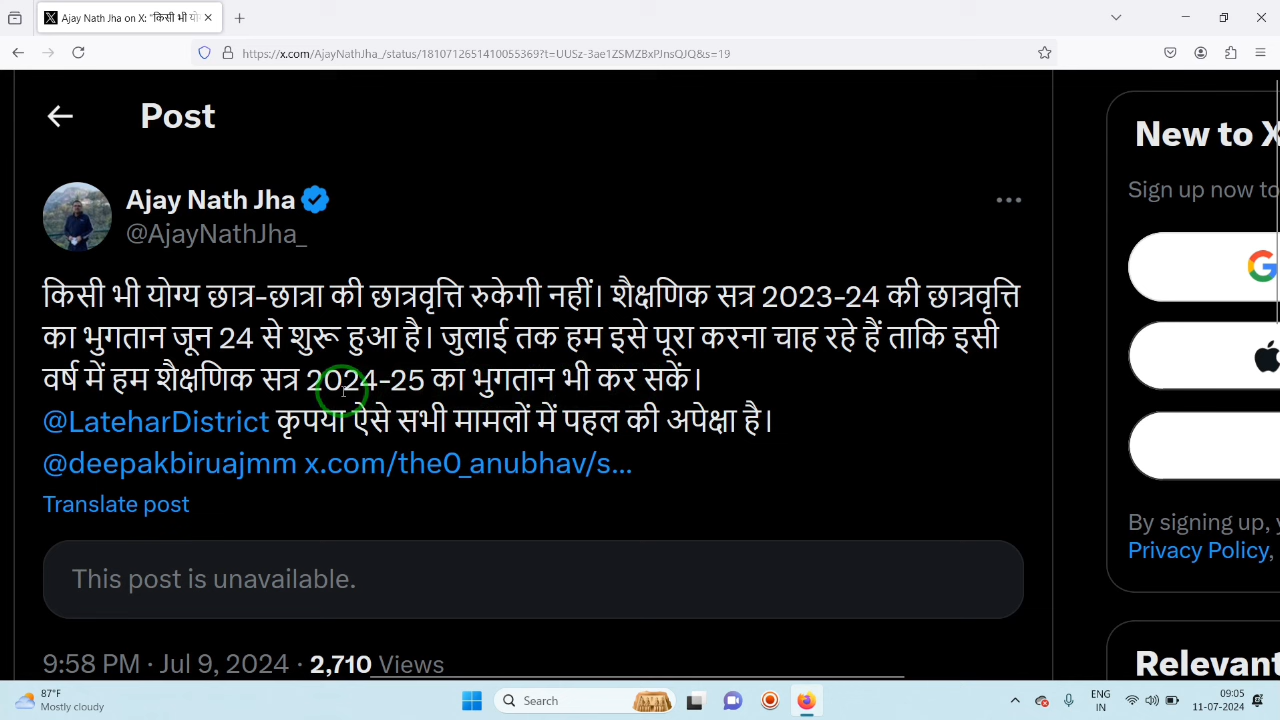 Ajay Nath Jha on X: "किसी भी यो
https://x.com/AjayNathJha_/status/1810712651410055369?t=UUSz-3ae1ZSMZBxPJnsQJQ&s=19
Post
Ajay Nath Jha
@AjayNathJha_
किसी भी योग्य छात्र-छात्रा की छात्रवृत्ति रुकेगी नहीं। शैक्षणिक सत्र 2023-24 की छात्रवृत्ति
का भुगतान जून 24 से शुरू हुआ है। जुलाई तक हम इसे पूरा करना चाह रहे हैं ताकि इसी
वर्ष में हम शैक्षणिक सत्र 2024-25 का भुगतान भी कर सकें।
@LateharDistrict कृपया ऐसे सभी मामलों में पहल की अपेक्षा है।
@deepakbiruajmm x.com/the0_anubhav/s...
Translate post
This post is unavailable.
9:58 PM · Jul 9, 2024 · 2,710 Views
New to X
Sign up now to
By signing up, y
Privacy Policy,
Relevant
87°F
Mostly cloudy
Search
ENG
IN
09:05
11-07-2024